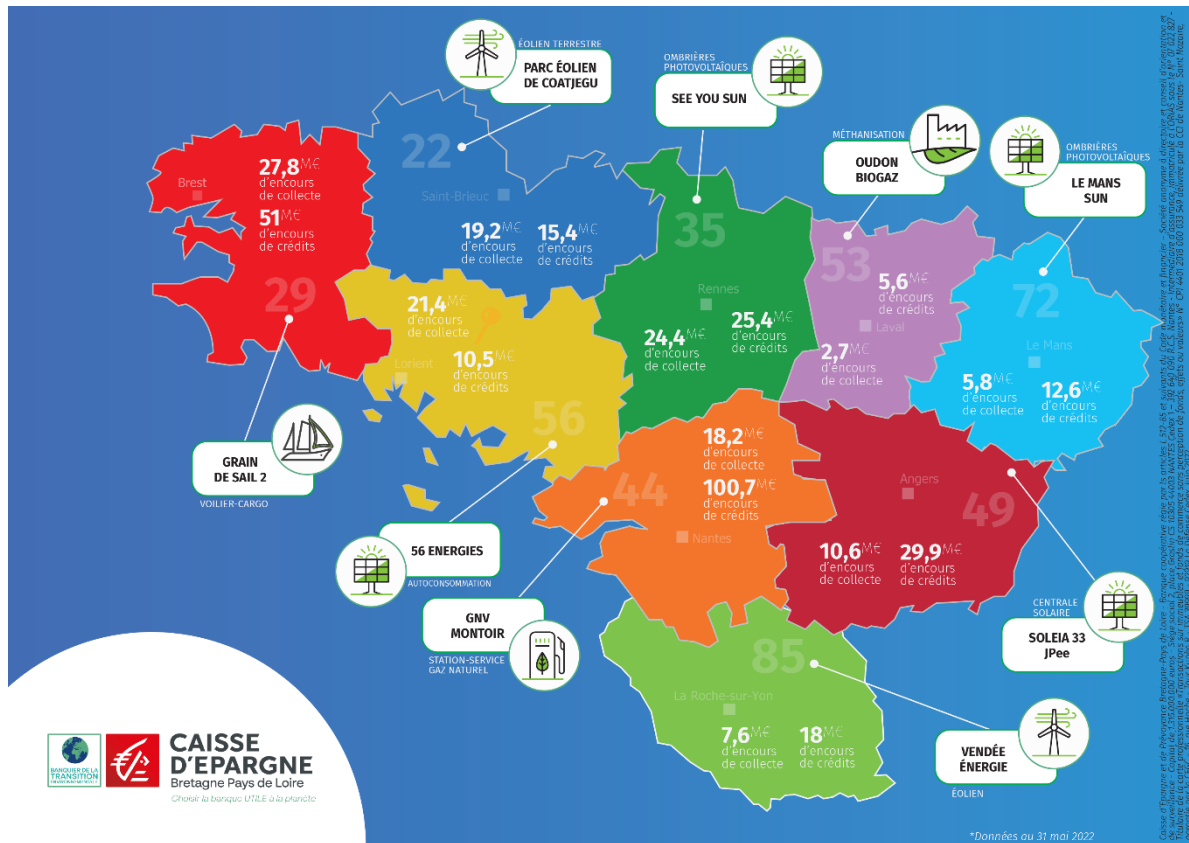 ÉOLIEN TERRESTRE
PARC ÉOLIEN
DE COATJEGU
OMBRIÈRES
PHOTOVOLTAÏQUES
SEE YOU SUN
MÉTHANISATION
OUDON
BIOGAZ
OMBRIÈRES
PHOTOVOLTAÏQUES
LE MANS
SUN
27,8M€
d'encours
de collecte
51M€
d'encours
de crédits
Brest
29
22
Saint-Brieuc
19,2M€
d'encours
de collecte
15,4M€
d'encours
de crédits
35
Rennes
24,4M€
d'encours
de collecte
25,4M€
d'encours
de crédits
53
5,6M€
d'encours
de crédits
Laval
2,7M€
d'encours
de collecte
72
Le Mans
5,8M€
d'encours
de collecte
12,6M€
d'encours
de crédits
21,4M€
d'encours
de collecte
Lorient
10,5M€
d'encours
de crédits
56
18,2M€
d'encours
de collecte
100,7M€
d'encours
de crédits
44
Nantes
Angers
49
10,6M€
d'encours
de collecte
29,9M€
d'encours
de crédits
85
La Roche-sur-Yon
7,6M€
d'encours
de collecte
18M€
d'encours
de crédits
GRAIN
DE SAIL 2
VOILIER-CARGO
56 ENERGIES
AUTOCONSOMMATION
GNV
MONTOIR
STATION-SERVICE
GAZ NATUREL
CENTRALE
SOLAIRE
SOLEIA 33
JPee
VENDÉE
ÉNERGIE
ÉOLIEN
BANQUIER DE LA
TRANSITION
CAISSE
D'EPARGNE
Bretagne Pays de Loire
Choisir la banque UTILE à la planète
*Données au 31 mai 2022